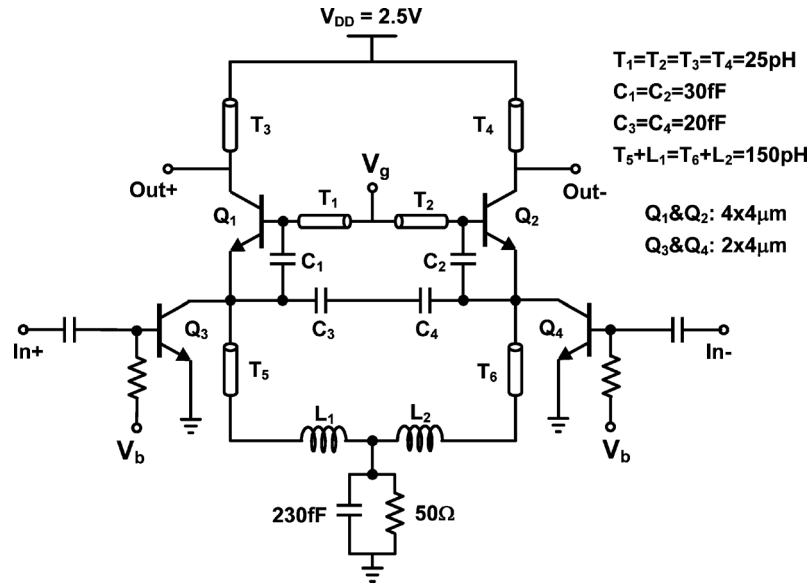 V_DD = 2.5V
T₁=T₂=T₃=T₄=25pH
C₁=C₂=30fF
C₃=C₄=20fF
T₅+L₁=T₆+L₂=150pH
T₃
T₄
V_g
Out+
Out-
T₁
T₂
Q₁
Q₂
Q₁&Q₂: 4x4μm
Q₃&Q₄: 2x4μm
C₁
C₂
C₃
C₄
Q₃
Q₄
In+
In-
T₅
T₆
L₁
L₂
V_b
V_b
230fF
50Ω